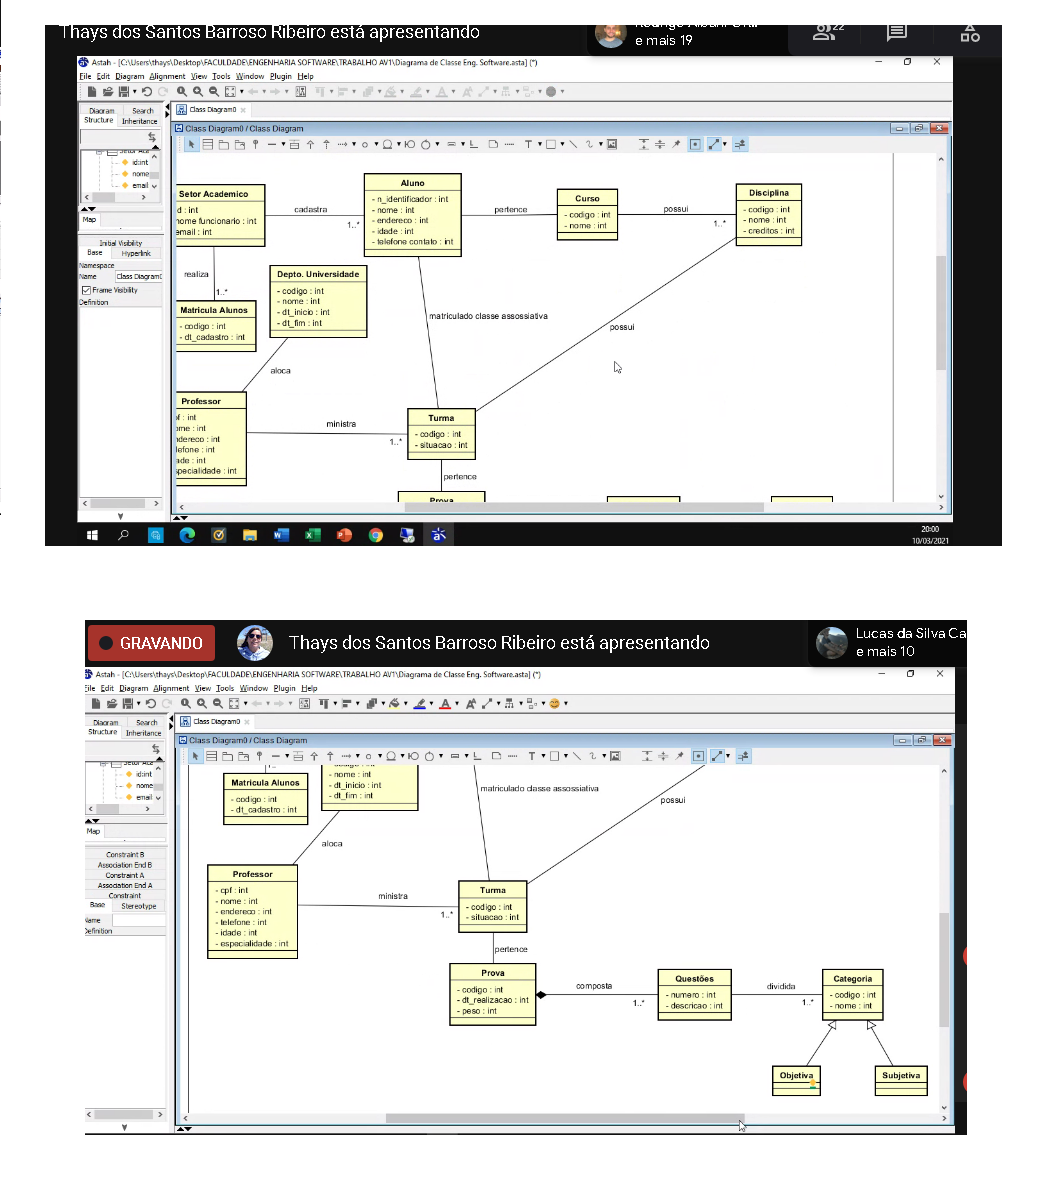 Thays dos Santos Barroso Ribeiro está apresentando
e mais 19
22
Astah - [C:\Users\thays\Desktop\FACULDADE\ENGENHARIA SOFTWARE\TRABALHO AV1\Diagrama de Classe Eng. Software.asta] (*)
File Edit Diagram Alignment View Tools Window Plugin Help
Diagram Search
Structure Inheritance
Class Diagram0
Class Diagram0 / Class Diagram
id:int
nome
email
Map
Initial Visibility
Base Hyperlink
Namespace
Name Class Diagram0
Frame Visibility
Definition
Setor Academico
d : int
nome funcionario : int
email : int
cadastra
1..*
Aluno
- n_identificador : int
- nome : int
- endereco : int
- idade : int
- telefone contato : int
pertence
Curso
- codigo : int
- nome : int
possui
1..*
Disciplina
- codigo : int
- nome : int
- creditos : int
realiza
1..*
Depto. Universidade
- codigo : int
- nome : int
- dt_inicio : int
- dt_fim : int
Matricula Alunos
- codigo : int
- dt_cadastro : int
matriculado classe assossiativa
possui
aloca
Professor
pf : int
ome : int
ndereco : int
lefone : int
ade : int
specialidade : int
ministra
1..*
Turma
- codigo : int
- situacao : int
pertence
Prova
20:00
10/03/2021
GRAVANDO
Thays dos Santos Barroso Ribeiro está apresentando
Lucas da Silva Ca
e mais 10
Astah - [C:\Users\thays\Desktop\FACULDADE\ENGENHARIA SOFTWARE\TRABALHO AV1\Diagrama de Classe Eng. Software.asta] (*)
File Edit Diagram Alignment View Tools Window Plugin Help
Diagram Search
Structure Inheritance
Class Diagram0
Class Diagram0 / Class Diagram
id:int
nome
email
Map
Constraint B
Association End B
Constraint A
Association End A
Constraint
Base Stereotype
Name
Definition
Matricula Alunos
- codigo : int
- dt_cadastro : int
- nome : int
- dt_inicio : int
- dt_fim : int
matriculado classe assossiativa
possui
aloca
Professor
- cpf : int
- nome : int
- endereco : int
- telefone : int
- idade : int
- especialidade : int
ministra
1..*
Turma
- codigo : int
- situacao : int
pertence
Prova
- codigo : int
- dt_realizacao : int
- peso : int
composta
1..*
Questões
- numero : int
- descricao : int
dividida
1..*
Categoria
- codigo : int
- nome : int
Objetiva
Subjetiva